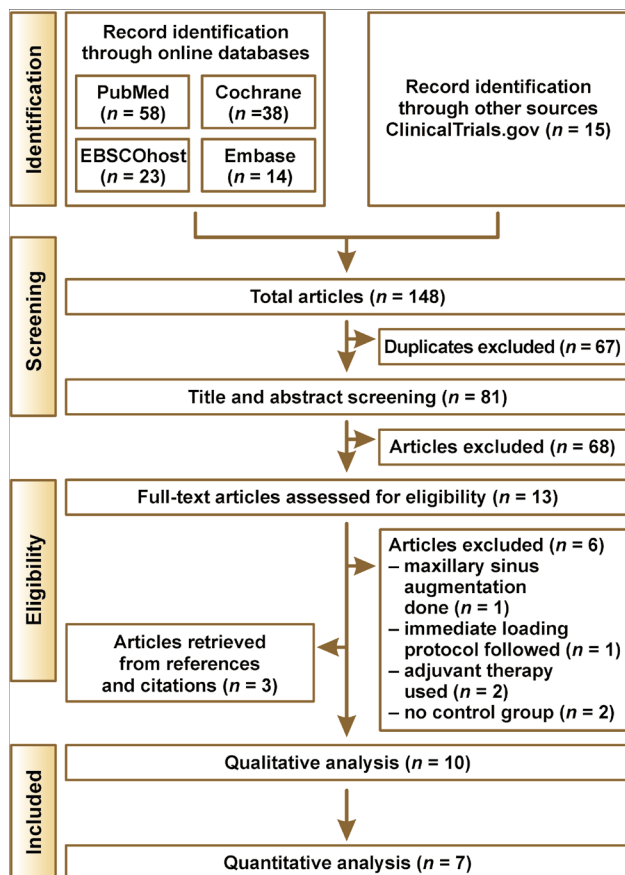 Identification
Record identification
through online databases
PubMed
(n = 58)
Cochrane
(n =38)
EBSCOhost
(n = 23)
Embase
(n = 14)
Record identification
through other sources
ClinicalTrials.gov (n = 15)
Screening
Total articles (n = 148)
Duplicates excluded (n = 67)
Title and abstract screening (n = 81)
Articles excluded (n = 68)
Eligibility
Full-text articles assessed for eligibility (n = 13)
Articles excluded (n = 6)
– maxillary sinus
augmentation
done (n = 1)
– immediate loading
protocol followed (n = 1)
– adjuvant therapy
used (n = 2)
– no control group (n = 2)
Articles retrieved
from references
and citations (n = 3)
Included
Qualitative analysis (n = 10)
Quantitative analysis (n = 7)